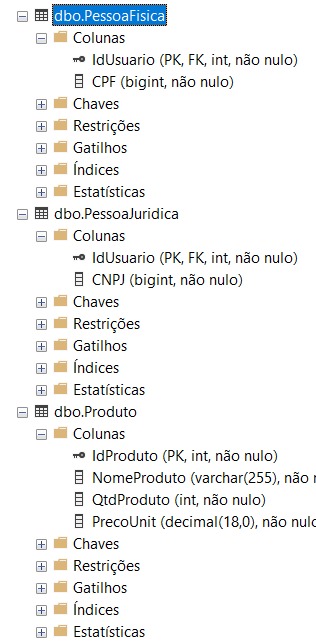 dbo.PessoaFisica
Colunas
IdUsuario (PK, FK, int, não nulo)
CPF (bigint, não nulo)
Chaves
Restrições
Gatilhos
Índices
Estatísticas
dbo.PessoaJuridica
Colunas
IdUsuario (PK, FK, int, não nulo)
CNPJ (bigint, não nulo)
Chaves
Restrições
Gatilhos
Índices
Estatísticas
dbo.Produto
Colunas
IdProduto (PK, int, não nulo)
NomeProduto (varchar(255), não
QtdProduto (int, não nulo)
PrecoUnit (decimal(18,0), não nulo
Chaves
Restrições
Gatilhos
Índices
Estatísticas